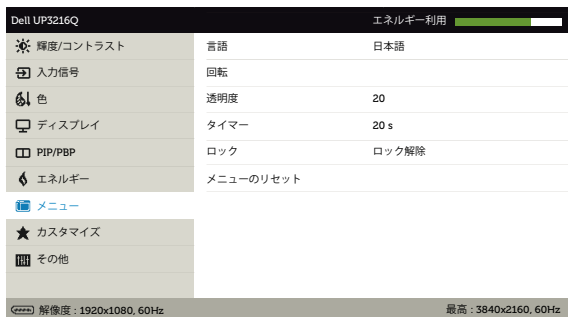 Dell UP3216Q エネルギー利用
輝度/コントラスト 言語 日本語
入力信号 回転
色 透明度 20
ディスプレイ タイマー 20 s
PIP/PBP ロック ロック解除
エネルギー メニューのリセット
メニュー
カスタマイズ
その他
解像度 : 1920x1080, 60Hz 最高 : 3840x2160, 60Hz